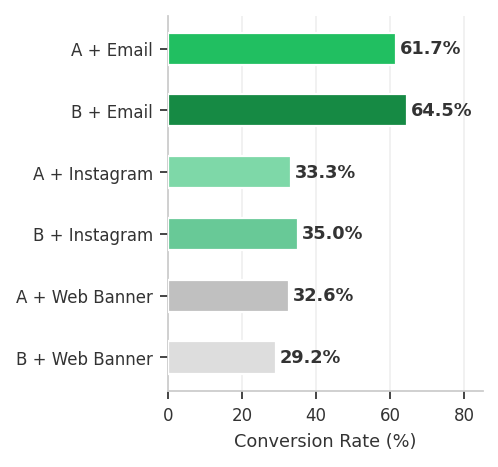 A + Email 61.7%
B + Email 64.5%
A + Instagram 33.3%
B + Instagram 35.0%
A + Web Banner 32.6%
B + Web Banner 29.2%
0 20 40 60 80
Conversion Rate (%)